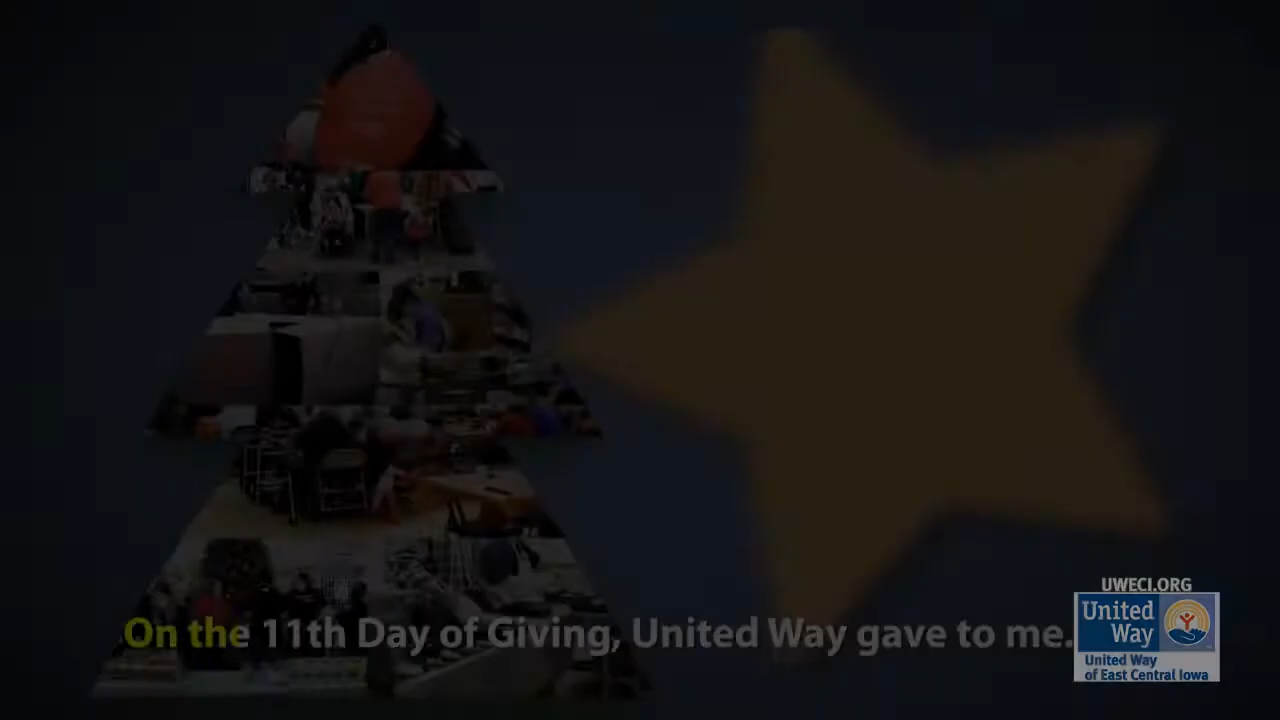 UWECI.ORG
United
Way
On the 11th Day of Giving, United Way gave to me.
United Way
of East Central Iowa